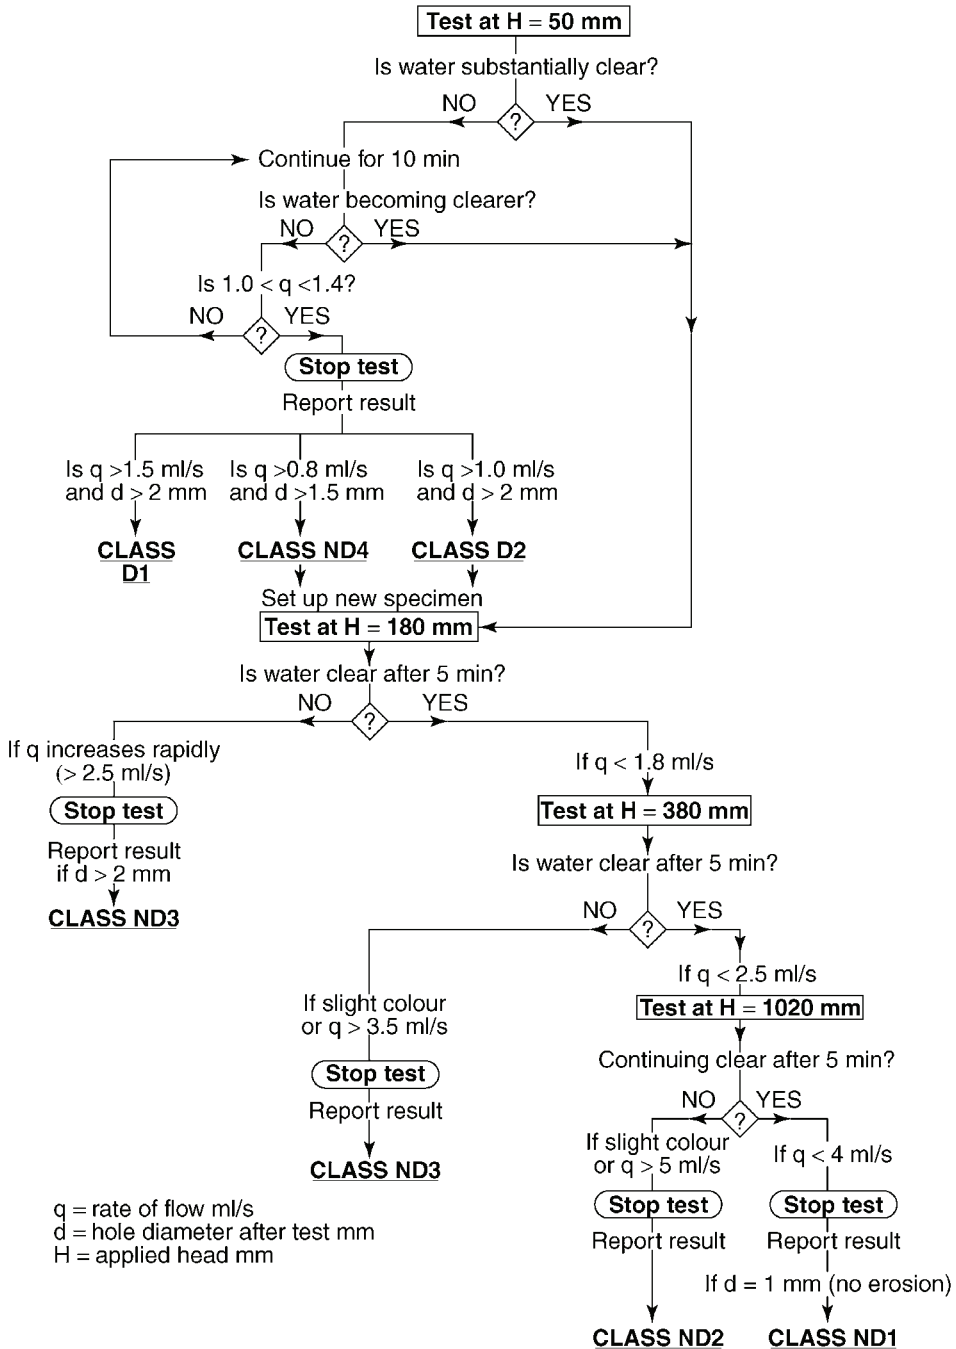 Test at H = 50 mm
Is water substantially clear?
NO YES
?
Continue for 10 min
Is water becoming clearer?
NO YES
?
Is 1.0 < q <1.4?
NO YES
?
Stop test
Report result
Is q >1.5 ml/s
and d > 2 mm
Is q >0.8 ml/s
and d >1.5 mm
Is q >1.0 ml/s
and d > 2 mm
CLASS
D1
CLASS ND4
CLASS D2
Set up new specimen
Test at H = 180 mm
Is water clear after 5 min?
NO YES
?
If q increases rapidly
(> 2.5 ml/s)
Stop test
Report result
if d > 2 mm
CLASS ND3
If q < 1.8 ml/s
Test at H = 380 mm
Is water clear after 5 min?
NO YES
?
If slight colour
or q > 3.5 ml/s
Stop test
Report result
CLASS ND3
If q < 2.5 ml/s
Test at H = 1020 mm
Continuing clear after 5 min?
NO YES
?
If slight colour
or q > 5 ml/s
Stop test
Report result
CLASS ND2
If q < 4 ml/s
Stop test
Report result
If d = 1 mm (no erosion)
CLASS ND1
q = rate of flow ml/s
d = hole diameter after test mm
H = applied head mm